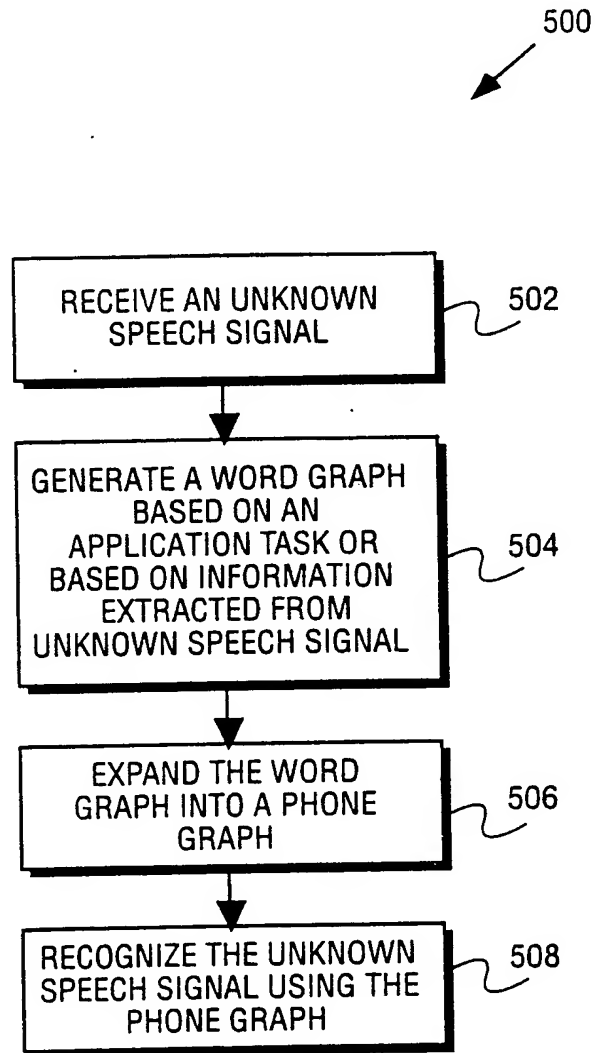 500
RECEIVE AN UNKNOWN
SPEECH SIGNAL
502
GENERATE A WORD GRAPH
BASED ON AN
APPLICATION TASK OR
BASED ON INFORMATION
EXTRACTED FROM
UNKNOWN SPEECH SIGNAL
504
EXPAND THE WORD
GRAPH INTO A PHONE
GRAPH
506
RECOGNIZE THE UNKNOWN
SPEECH SIGNAL USING THE
PHONE GRAPH
508